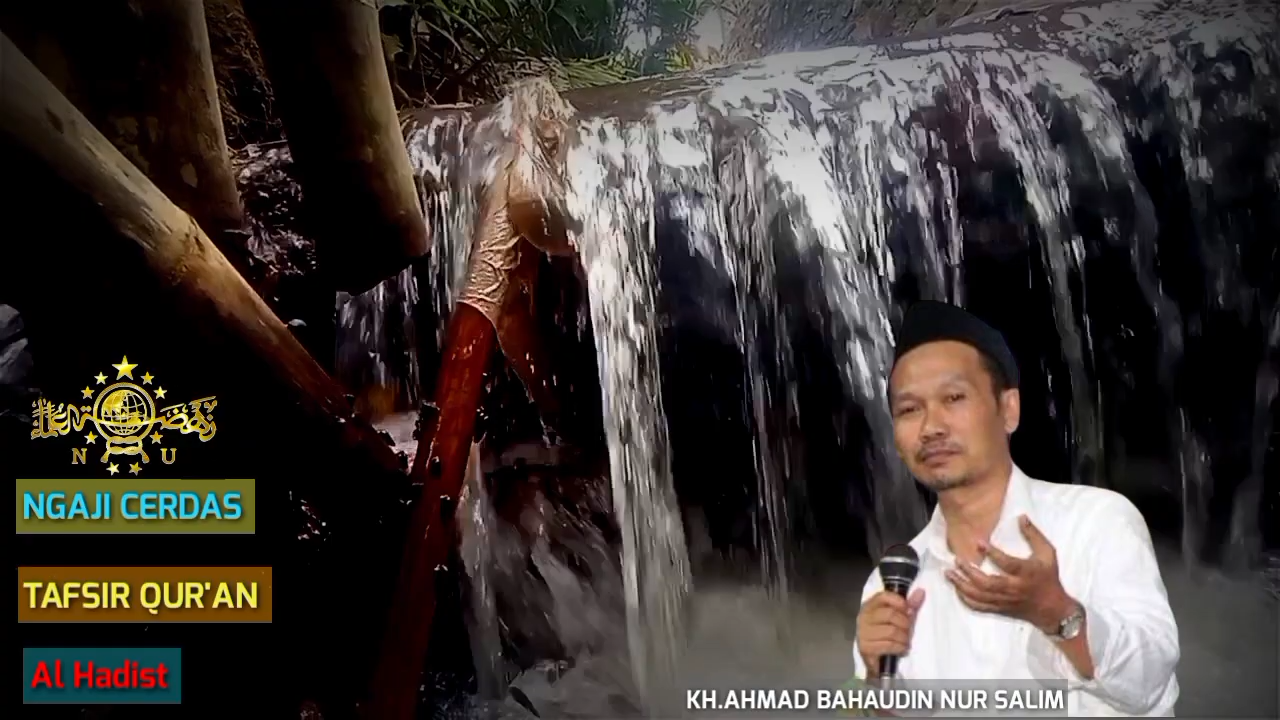 N U
NGAJI CERDAS
TAFSIR QUR'AN
Al Hadist
KH.AHMAD BAHAUDIN NUR SALIM